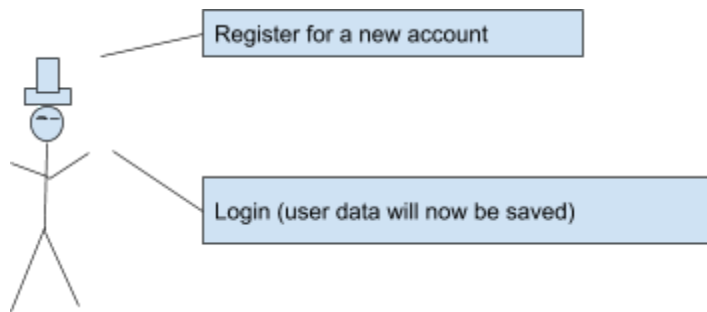 Register for a new account
Login (user data will now be saved)